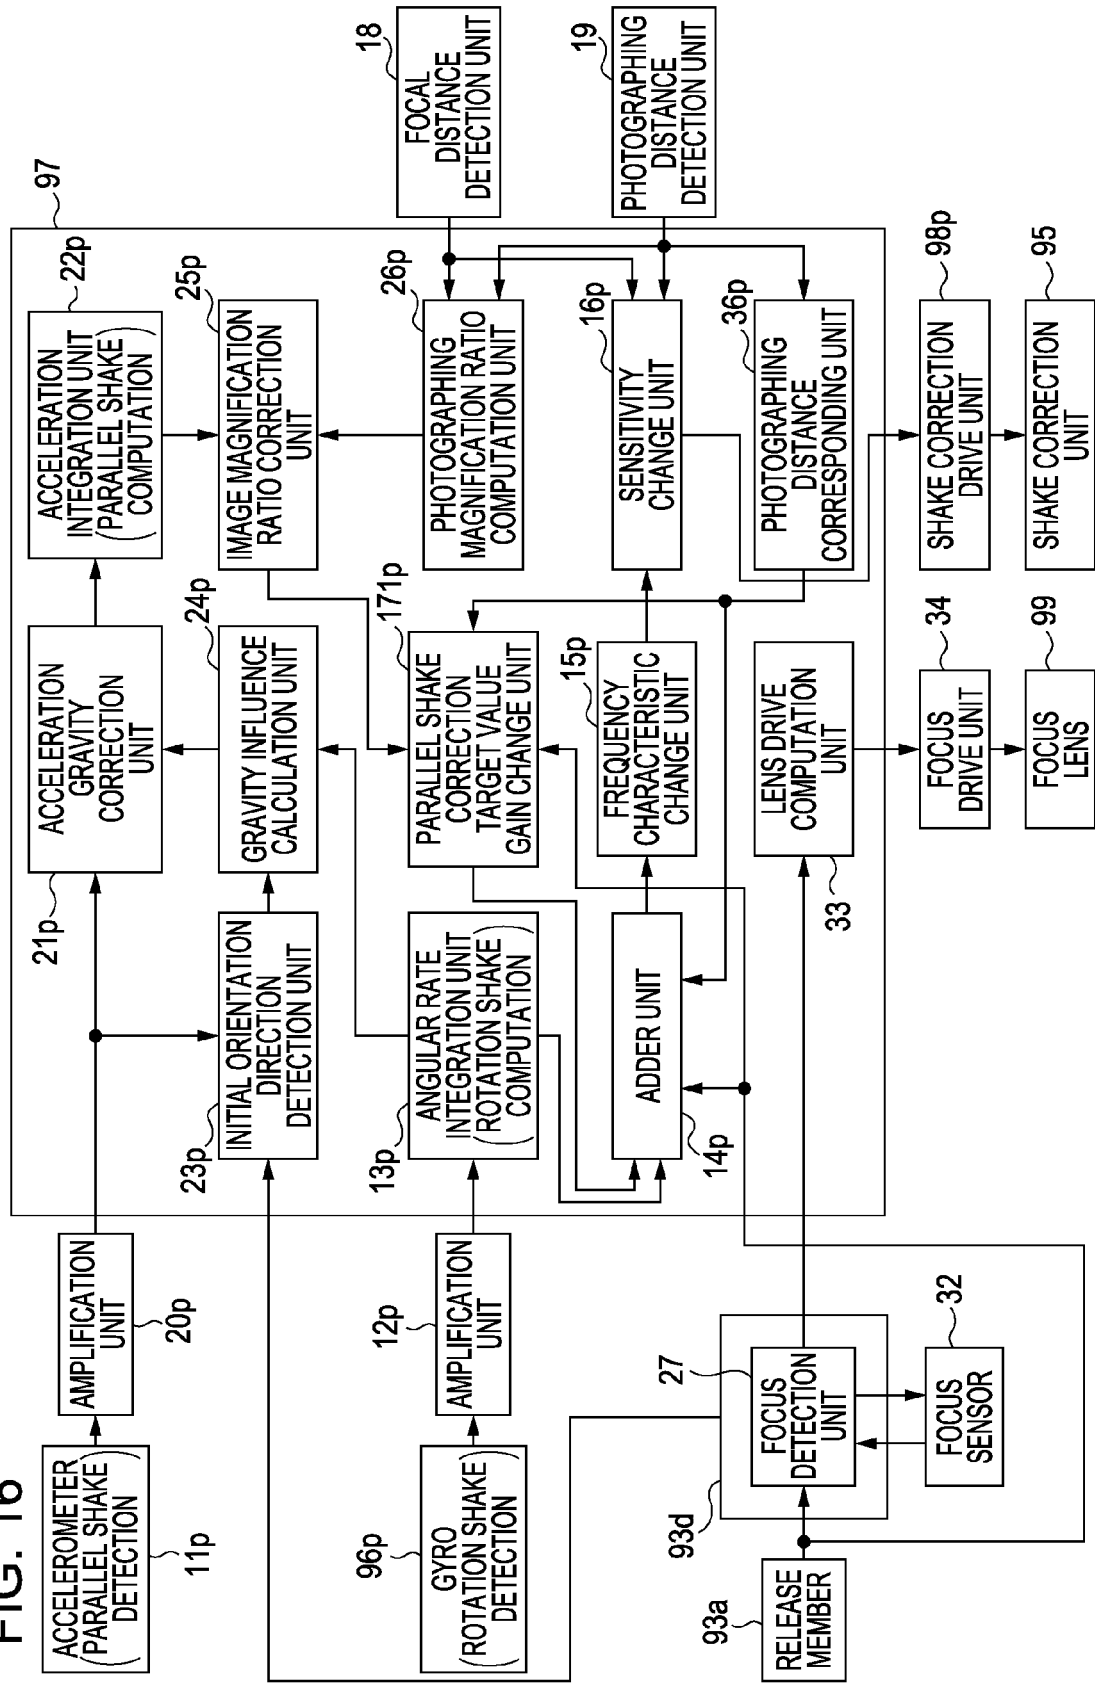 FIG. 16
ACCELEROMETER
(PARALLEL SHAKE
DETECTION)
11p
AMPLIFICATION
UNIT
20p
21p
ACCELERATION
GRAVITY
CORRECTION
UNIT
ACCELERATION
INTEGRATION UNIT
(PARALLEL SHAKE
COMPUTATION)
22p
97
23p
INITIAL ORIENTATION
DIRECTION
DETECTION UNIT
24p
GRAVITY INFLUENCE
CALCULATION UNIT
25p
IMAGE MAGNIFICATION
RATIO CORRECTION
UNIT
18
FOCAL
DISTANCE
DETECTION UNIT
96p
GYRO
(ROTATION SHAKE
DETECTION)
12p
AMPLIFICATION
UNIT
13p
ANGULAR RATE
INTEGRATION UNIT
(ROTATION SHAKE
COMPUTATION)
171p
PARALLEL SHAKE
CORRECTION
TARGET VALUE
GAIN CHANGE UNIT
26p
PHOTOGRAPHING
MAGNIFICATION RATIO
COMPUTATION UNIT
19
PHOTOGRAPHING
DISTANCE
DETECTION UNIT
ADDER UNIT
14p
15p
FREQUENCY
CHARACTERISTIC
CHANGE UNIT
16p
SENSITIVITY
CHANGE UNIT
93a
RELEASE
MEMBER
93d
27
FOCUS
DETECTION
UNIT
32
FOCUS
SENSOR
LENS DRIVE
COMPUTATION
UNIT
33
36p
PHOTOGRAPHING
DISTANCE
CORRESPONDING UNIT
34
FOCUS
DRIVE UNIT
98p
SHAKE CORRECTION
DRIVE UNIT
99
FOCUS
LENS
95
SHAKE CORRECTION
UNIT